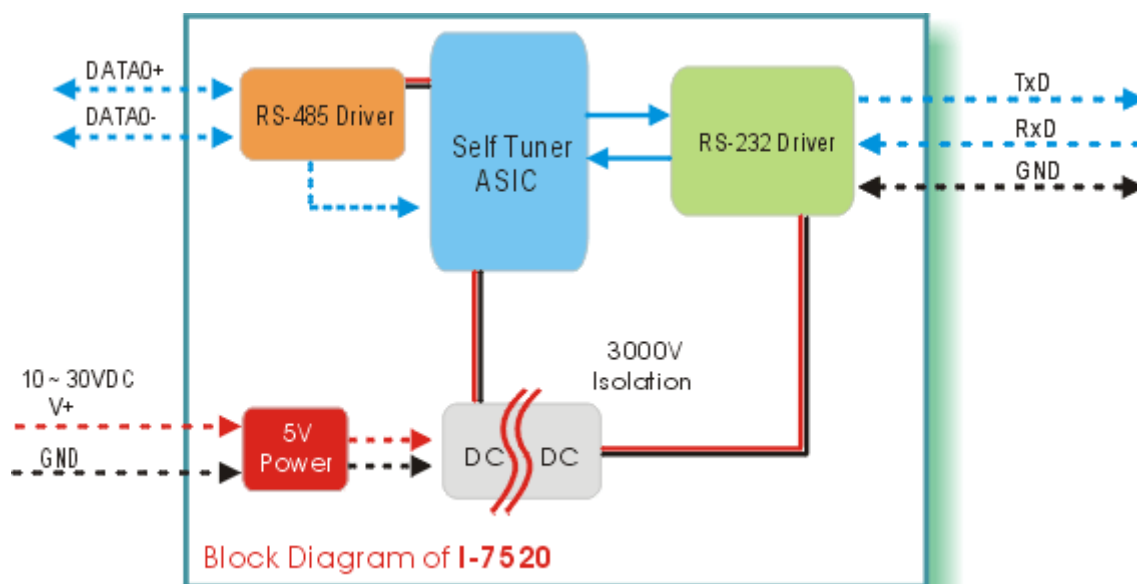 DATA0+
DATA0-
RS-485 Driver
Self Tuner
ASIC
RS-232 Driver
TxD
RxD
GND
10 ~ 30VDC
V+
GND
5V
Power
DC
DC
3000V
Isolation
Block Diagram of I-7520